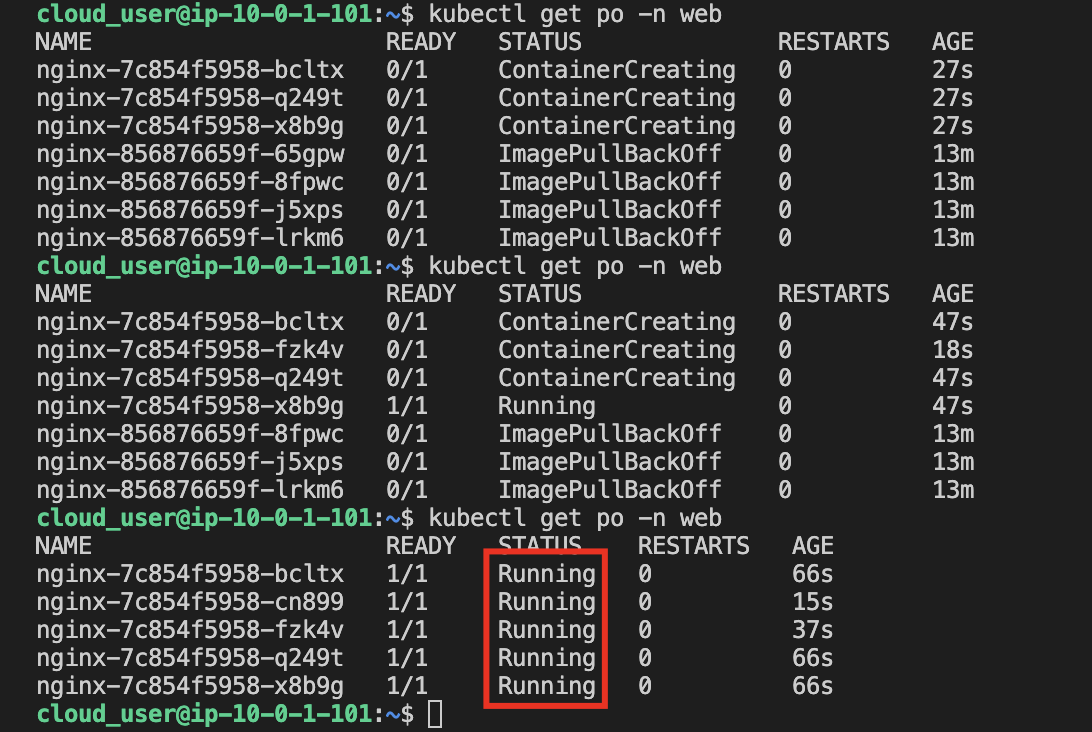 cloud_user@ip-10-0-1-101:~$ kubectl get po -n web
NAME READY STATUS RESTARTS AGE
nginx-7c854f5958-bcltx 0/1 ContainerCreating 0 27s
nginx-7c854f5958-q249t 0/1 ContainerCreating 0 27s
nginx-7c854f5958-x8b9g 0/1 ContainerCreating 0 27s
nginx-856876659f-65gpw 0/1 ImagePullBackOff 0 13m
nginx-856876659f-8fpwc 0/1 ImagePullBackOff 0 13m
nginx-856876659f-j5xps 0/1 ImagePullBackOff 0 13m
nginx-856876659f-lrkm6 0/1 ImagePullBackOff 0 13m
cloud_user@ip-10-0-1-101:~$ kubectl get po -n web
NAME READY STATUS RESTARTS AGE
nginx-7c854f5958-bcltx 0/1 ContainerCreating 0 47s
nginx-7c854f5958-fzk4v 0/1 ContainerCreating 0 18s
nginx-7c854f5958-q249t 0/1 ContainerCreating 0 47s
nginx-7c854f5958-x8b9g 1/1 Running 0 47s
nginx-856876659f-8fpwc 0/1 ImagePullBackOff 0 13m
nginx-856876659f-j5xps 0/1 ImagePullBackOff 0 13m
nginx-856876659f-lrkm6 0/1 ImagePullBackOff 0 13m
cloud_user@ip-10-0-1-101:~$ kubectl get po -n web
NAME READY STATUS RESTARTS AGE
nginx-7c854f5958-bcltx 1/1 Running 0 66s
nginx-7c854f5958-cn899 1/1 Running 0 15s
nginx-7c854f5958-fzk4v 1/1 Running 0 37s
nginx-7c854f5958-q249t 1/1 Running 0 66s
nginx-7c854f5958-x8b9g 1/1 Running 0 66s
cloud_user@ip-10-0-1-101:~$